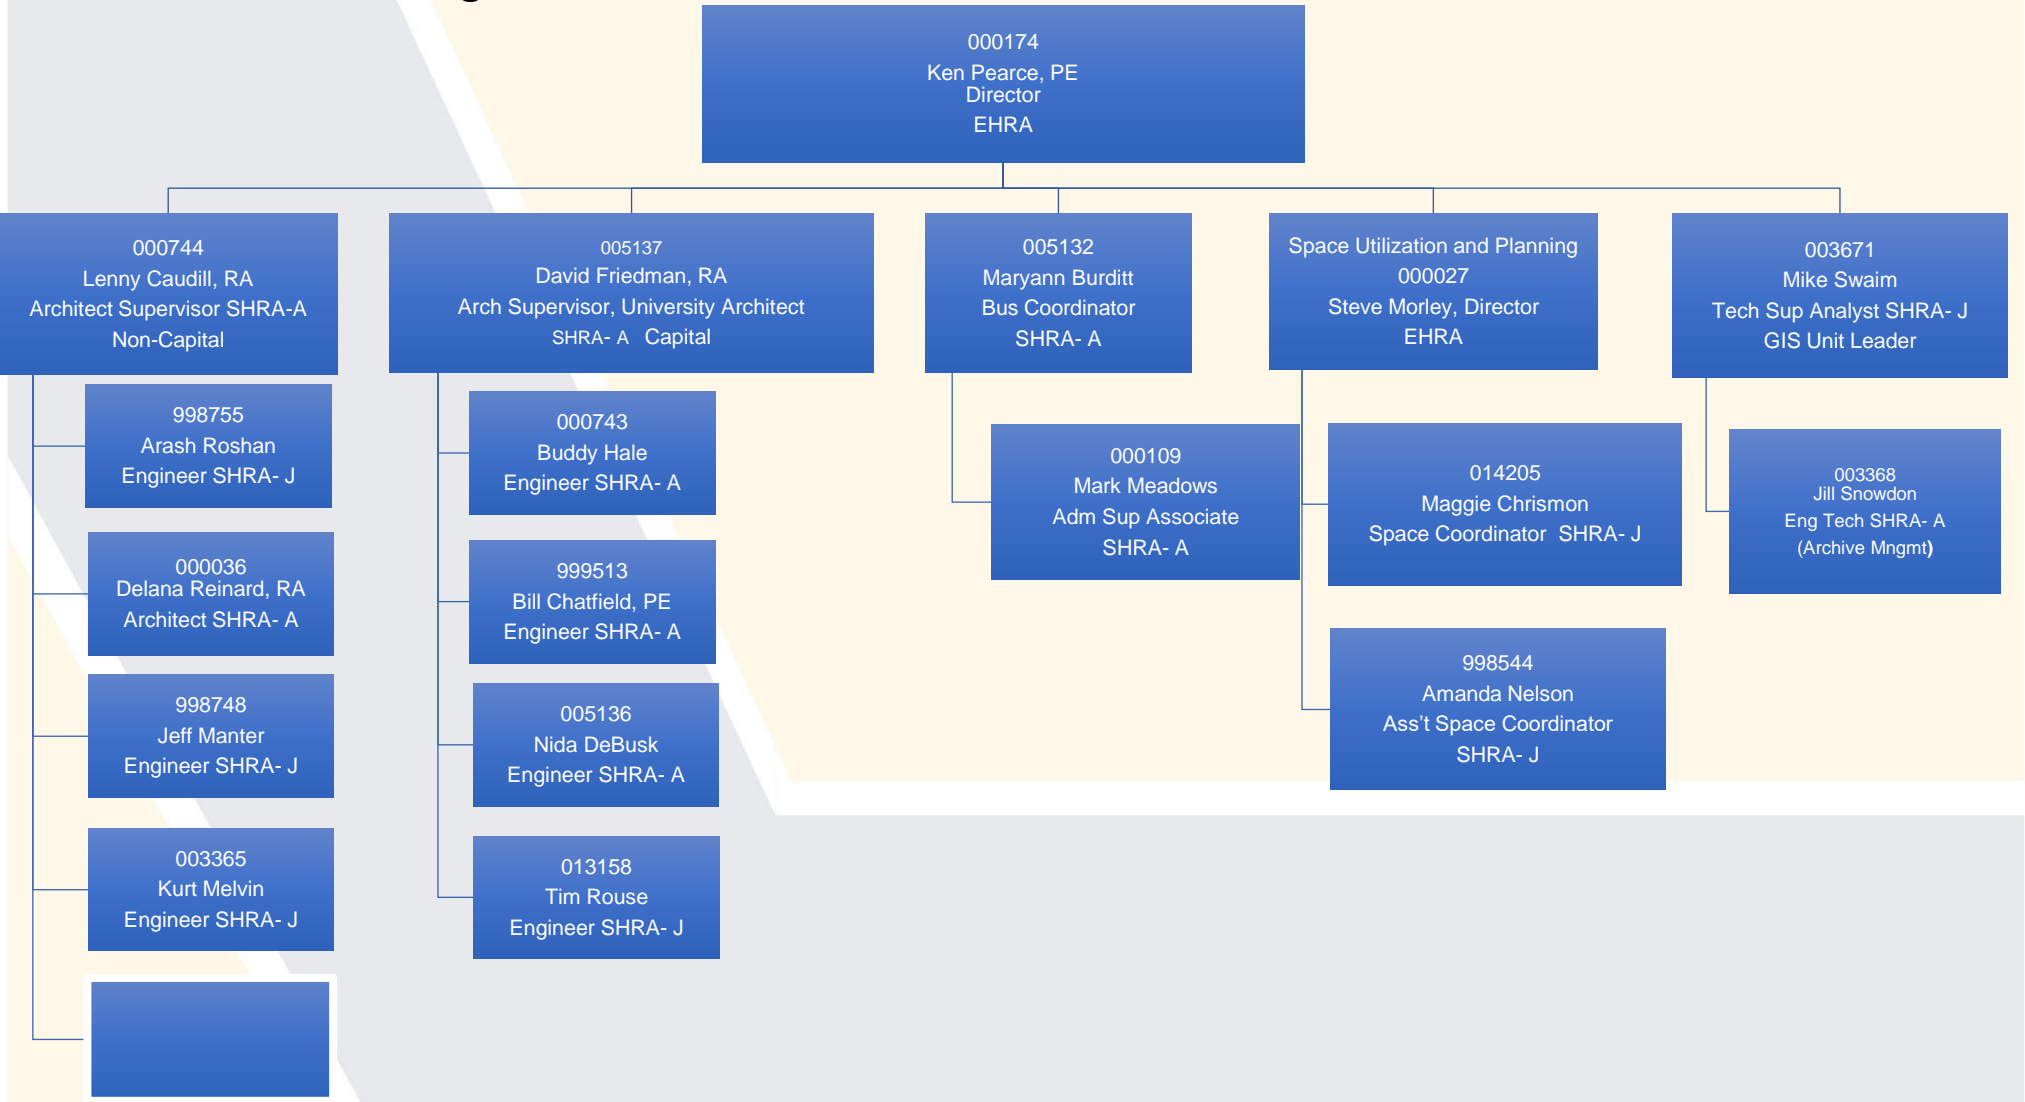 000174
Ken Pearce, PE
Director
EHRA
000744
Lenny Caudill, RA
Architect Supervisor SHRA-A
Non-Capital
005137
David Friedman, RA
Arch Supervisor, University Architect
SHRA- A Capital
005132
Maryann Burditt
Bus Coordinator
SHRA- A
Space Utilization and Planning
000027
Steve Morley, Director
EHRA
003671
Mike Swaim
Tech Sup Analyst SHRA- J
GIS Unit Leader
998755
Arash Roshan
Engineer SHRA- J
000036
Delana Reinard, RA
Architect SHRA- A
998748
Jeff Manter
Engineer SHRA- J
003365
Kurt Melvin
Engineer SHRA- J
000743
Buddy Hale
Engineer SHRA- A
999513
Bill Chatfield, PE
Engineer SHRA- A
005136
Nida DeBusk
Engineer SHRA- A
013158
Tim Rouse
Engineer SHRA- J
000109
Mark Meadows
Adm Sup Associate
SHRA- A
014205
Maggie Chrismon
Space Coordinator SHRA- J
998544
Amanda Nelson
Ass’t Space Coordinator
SHRA- J
003368
Jill Snowdon
Eng Tech SHRA- A
(Archive Mngmt)